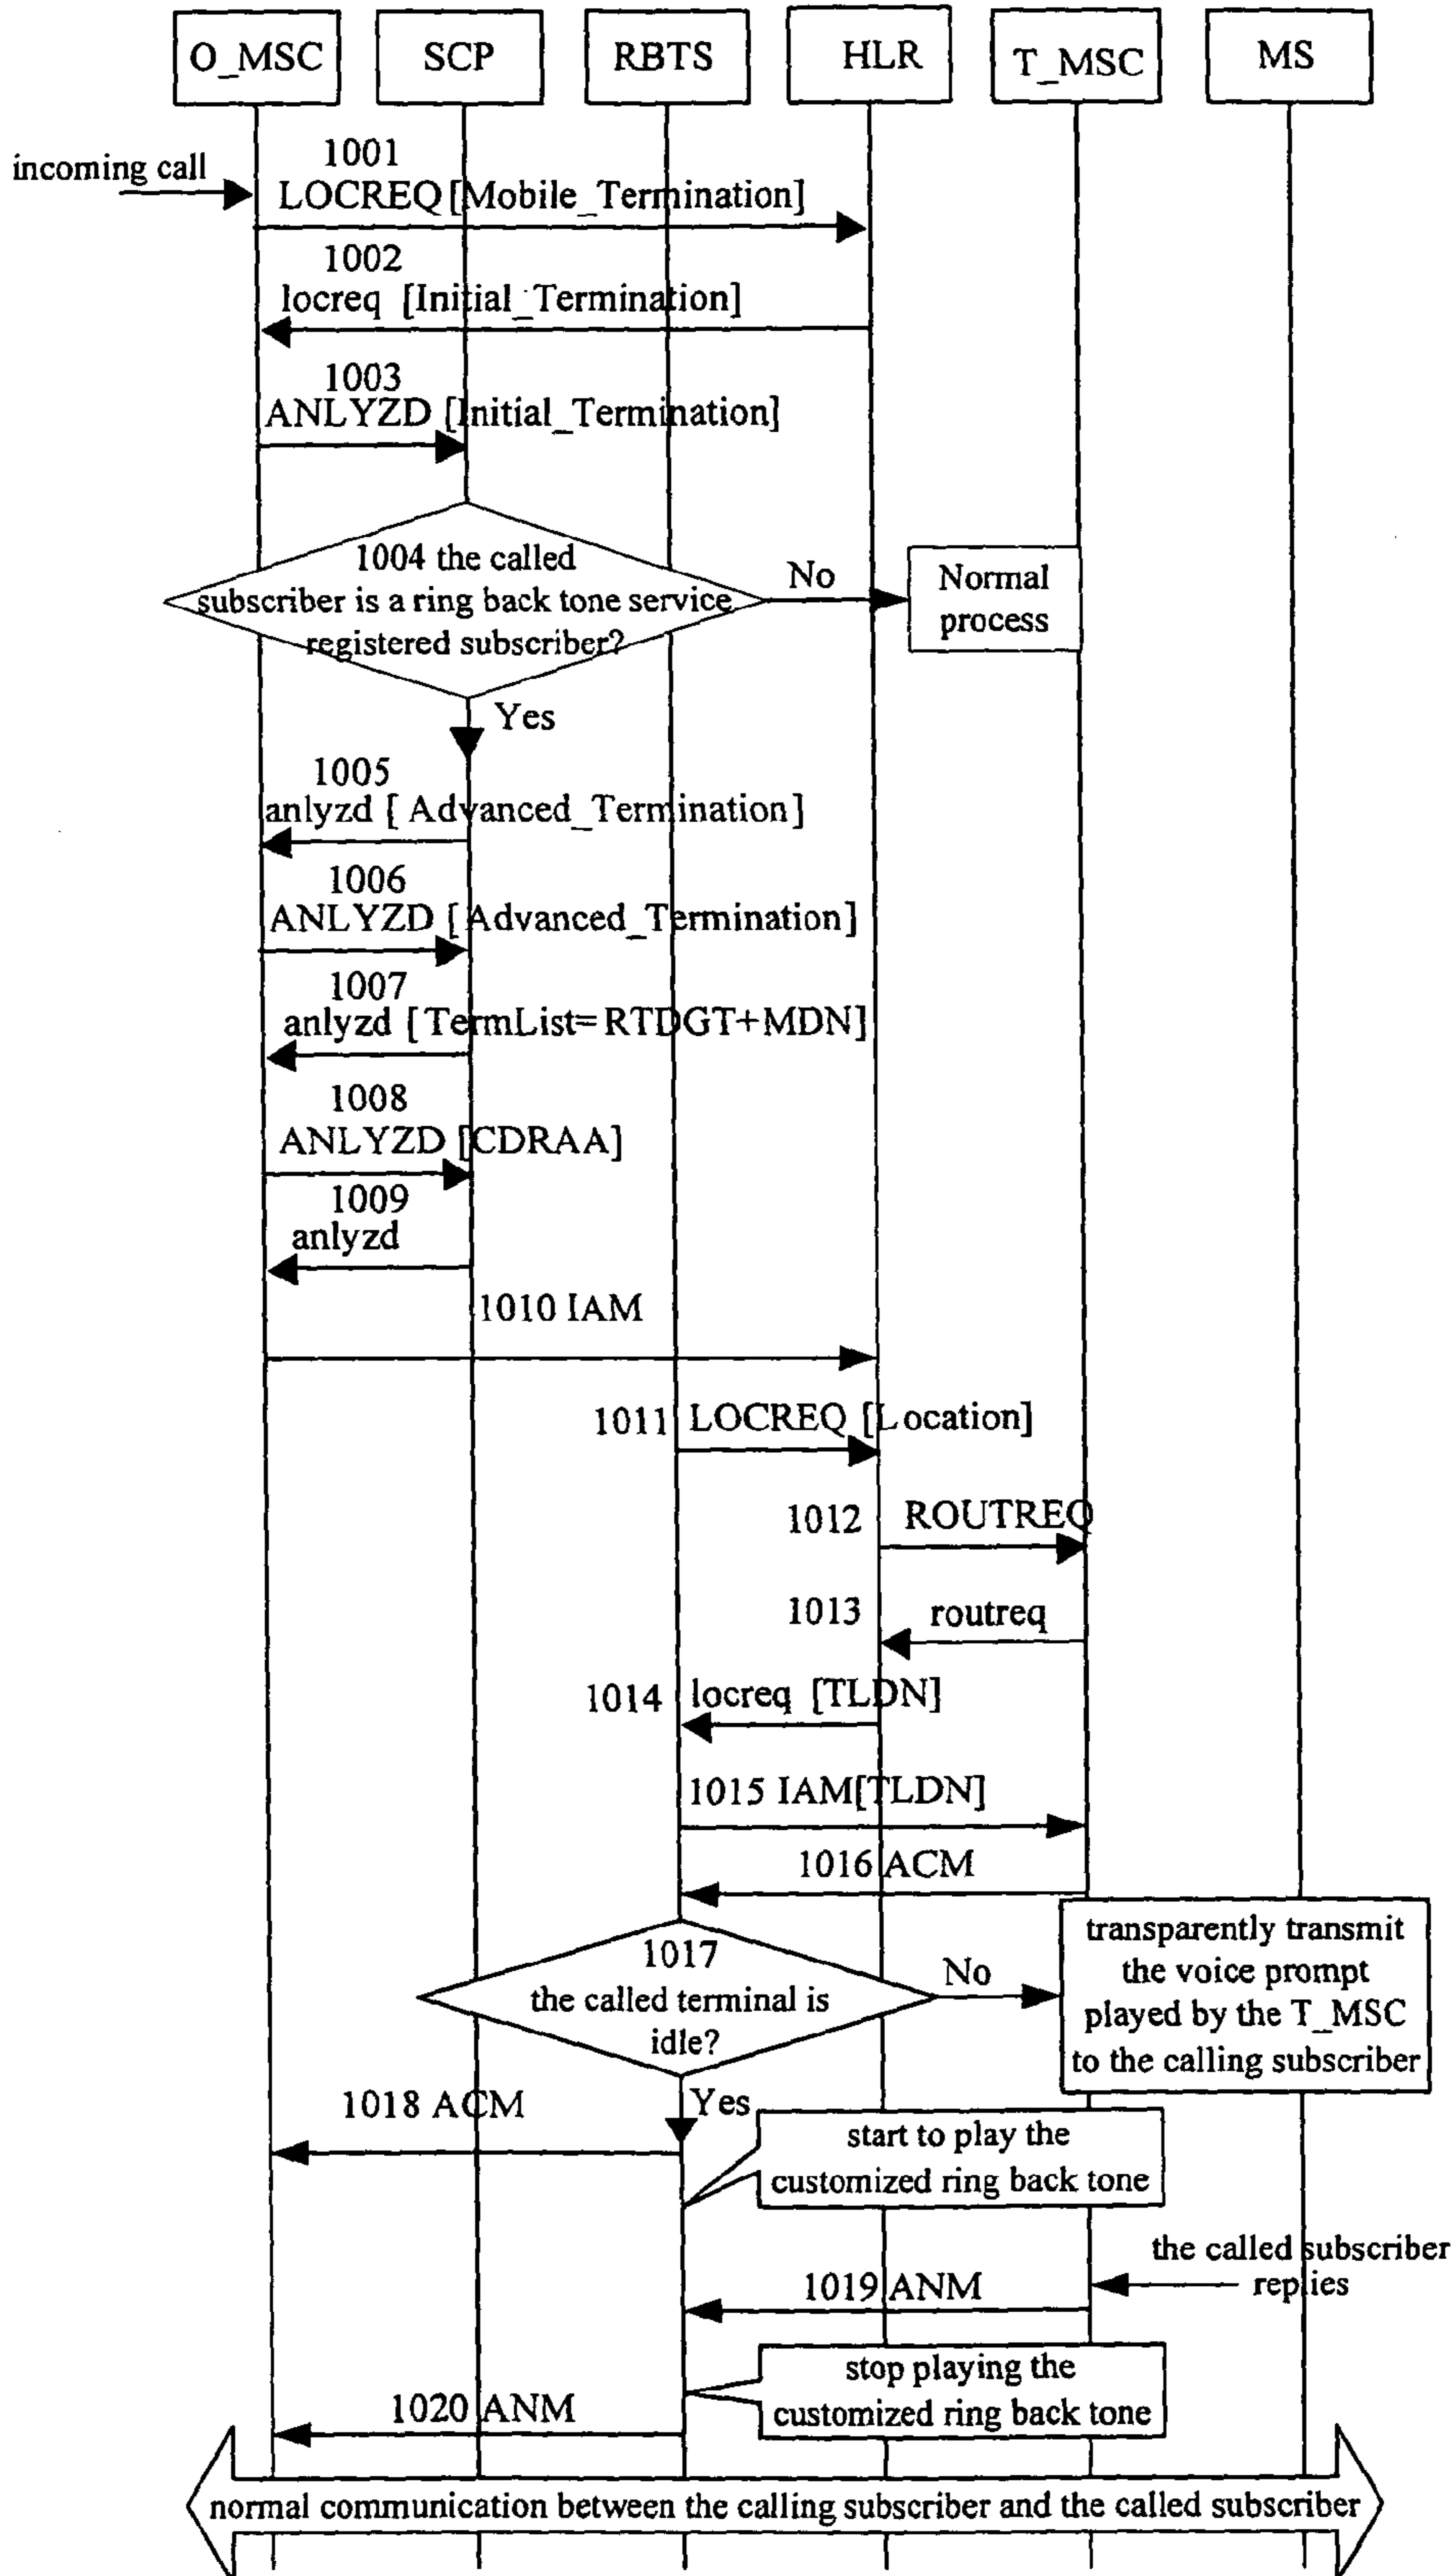 O_MSC
SCP
RBTS
HLR
T_MSC
MS
incoming call
1001
LOCREQ [Mobile_Termination]
1002
locreq [Initial_Termination]
1003
ANLYZD [Initial_Termination]
1004 the called
subscriber is a ring back tone service
registered subscriber?
No
Normal
process
Yes
1005
anlyzd [ Advanced_Termination]
1006
ANLYZD [Advanced_Termination]
1007
anlyzd [TermList=RTDGT+MDN]
1008
ANLYZD [CDRAA]
1009
anlyzd
1010 IAM
1011 LOCREQ [Location]
1012 ROUTREQ
1013 routreq
1014 locreq [TLDN]
1015 IAM[TLDN]
1016 ACM
1017
the called terminal is
idle?
No
transparently transmit
the voice prompt
played by the T_MSC
to the calling subscriber
Yes
1018 ACM
start to play the
customized ring back tone
the called subscriber
replies
1019 ANM
stop playing the
customized ring back tone
1020 ANM
normal communication between the calling subscriber and the called subscriber